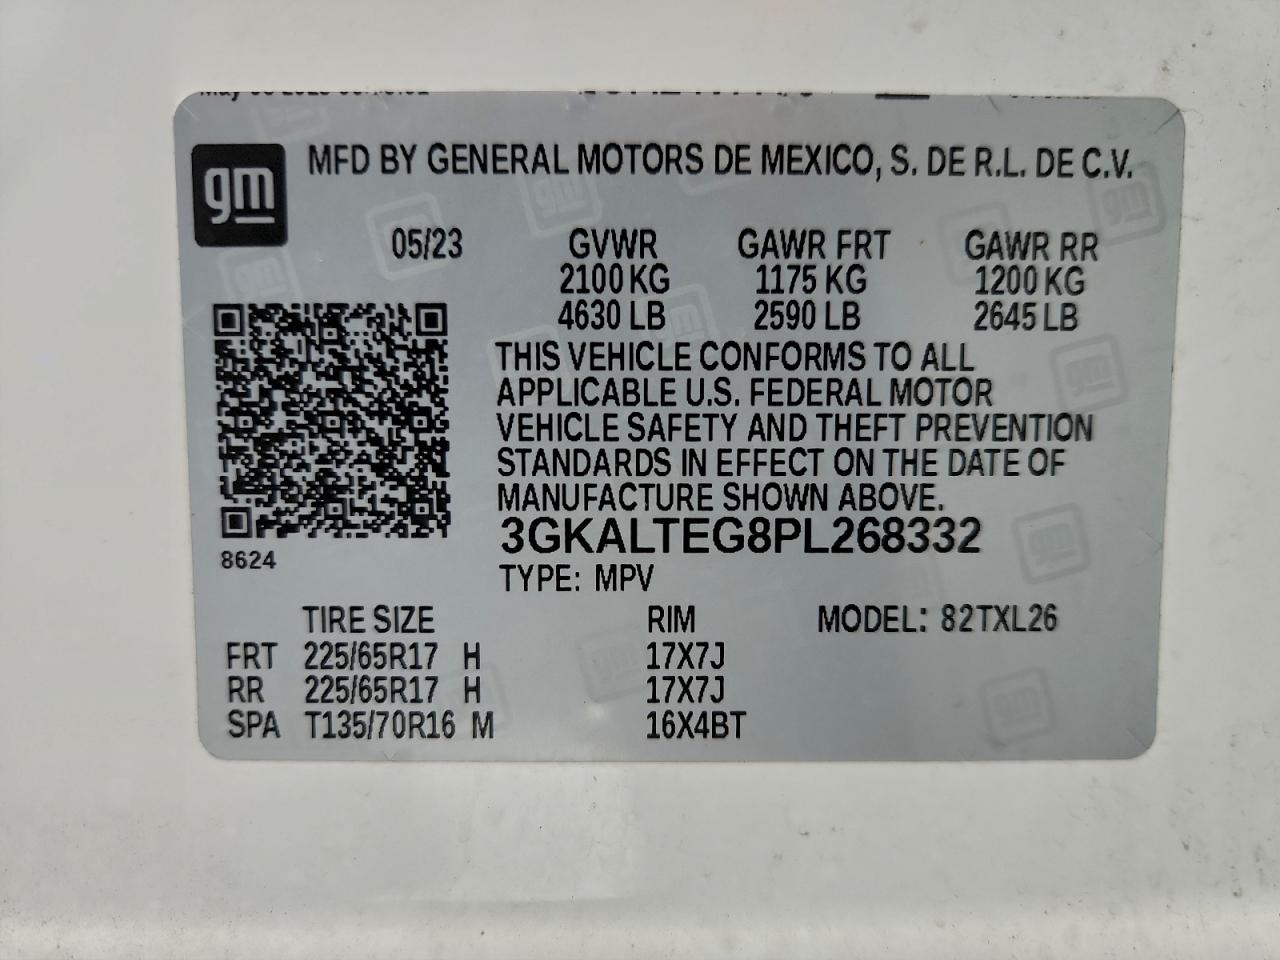 gm
MFD BY GENERAL MOTORS DE MEXICO, S. DE R.L. DE C.V.
05/23 GVWR GAWR FRT GAWR RR
2100 KG 1175 KG 1200 KG
4630 LB 2590 LB 2645 LB
THIS VEHICLE CONFORMS TO ALL
APPLICABLE U.S. FEDERAL MOTOR
VEHICLE SAFETY AND THEFT PREVENTION
STANDARDS IN EFFECT ON THE DATE OF
MANUFACTURE SHOWN ABOVE.
3GKALTEG8PL268332
8624
TYPE: MPV
TIRE SIZE RIM MODEL: 82TXL26
FRT 225/65R17 H 17X7J
RR 225/65R17 H 17X7J
SPA T135/70R16 M 16X4BT